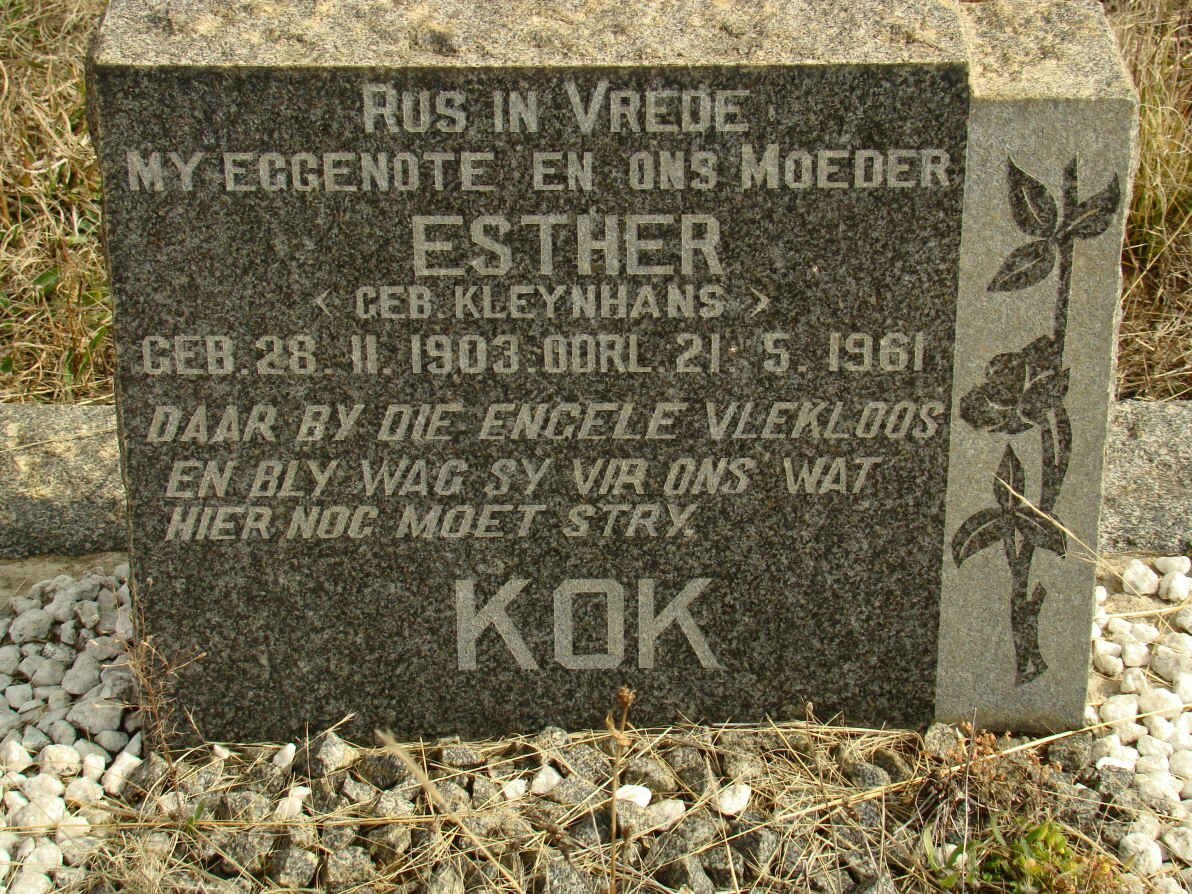 RUS IN VREDE
MY EGGENOTE EN ONS MOEDER
ESTHER
< GEB. KLEYNHANS >
GEB. 28. 11. 1903. OORL. 21. 5. 1961
DAAR BY DIE ENGELE VLEKLOOS
EN BLY WAG SY VIR ONS WAT
HIER NOG MOET STRY.
KOK